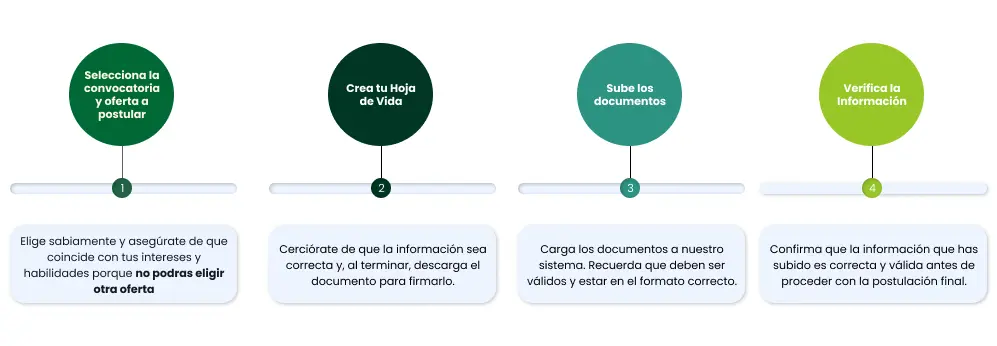 Selecciona la
convocatoria
y oferta a
postular
1
Elige sabiamente y asegúrate de que
coincide con tus intereses y
habilidades porque no podras eligir
otra oferta
Crea tu Hoja
de Vida
2
Cerciórate de que la información sea
correcta y, al terminar, descarga el
documento para firmarlo.
Sube los
documentos
3
Carga los documentos a nuestro
sistema. Recuerda que deben ser
válidos y estar en el formato correcto.
Verífica la
Información
4
Confirma que la información que has
subido es correcta y válida antes de
proceder con la postulación final.